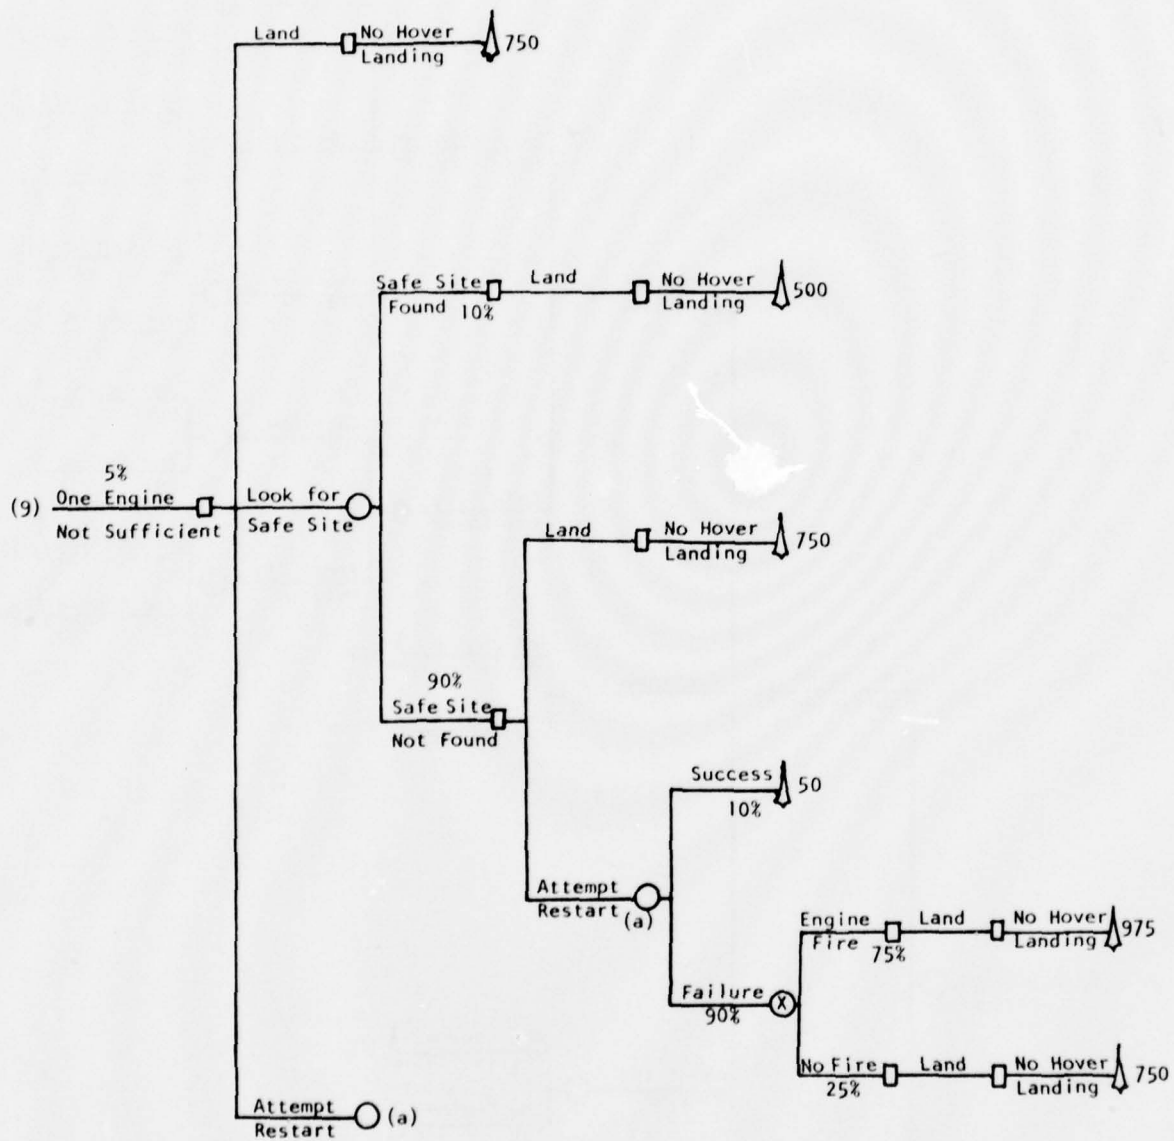 Land
No Hover
Landing
750
Safe Site
Found 10%
Land
No Hover
Landing
500
5%
(9) One Engine
Not Sufficient
Look for
Safe Site
Land
No Hover
Landing
750
90%
Safe Site
Not Found
Success
10%
50
Attempt
Restart (a)
Engine
Fire 75%
Land
No Hover
Landing
975
Failure
90%
X
No Fire
25%
Land
No Hover
Landing
750
Attempt
Restart
(a)